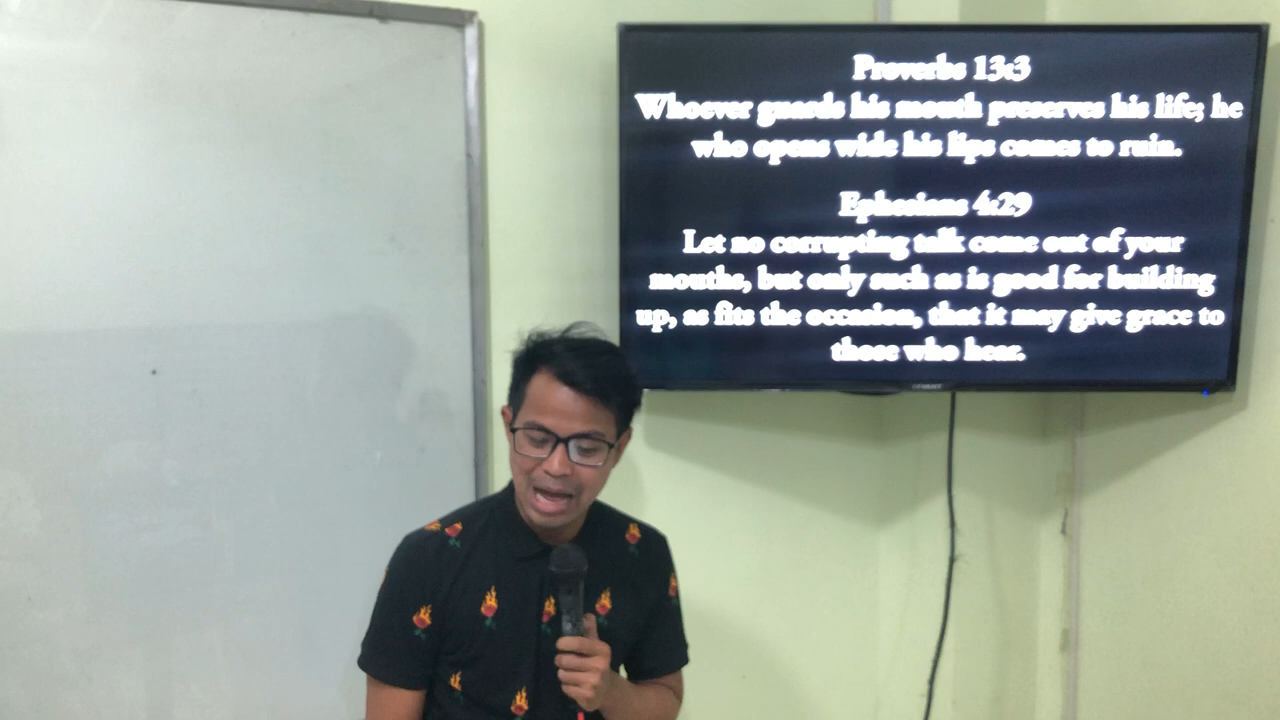 Proverbs 13:3
Whoever guards his mouth preserves his life; he
who opens wide his lips comes to ruin.
Ephesians 4:29
Let no corrupting talk come out of your
mouths, but only such as is good for building
up, as fits the occasion, that it may give grace to
those who hear.